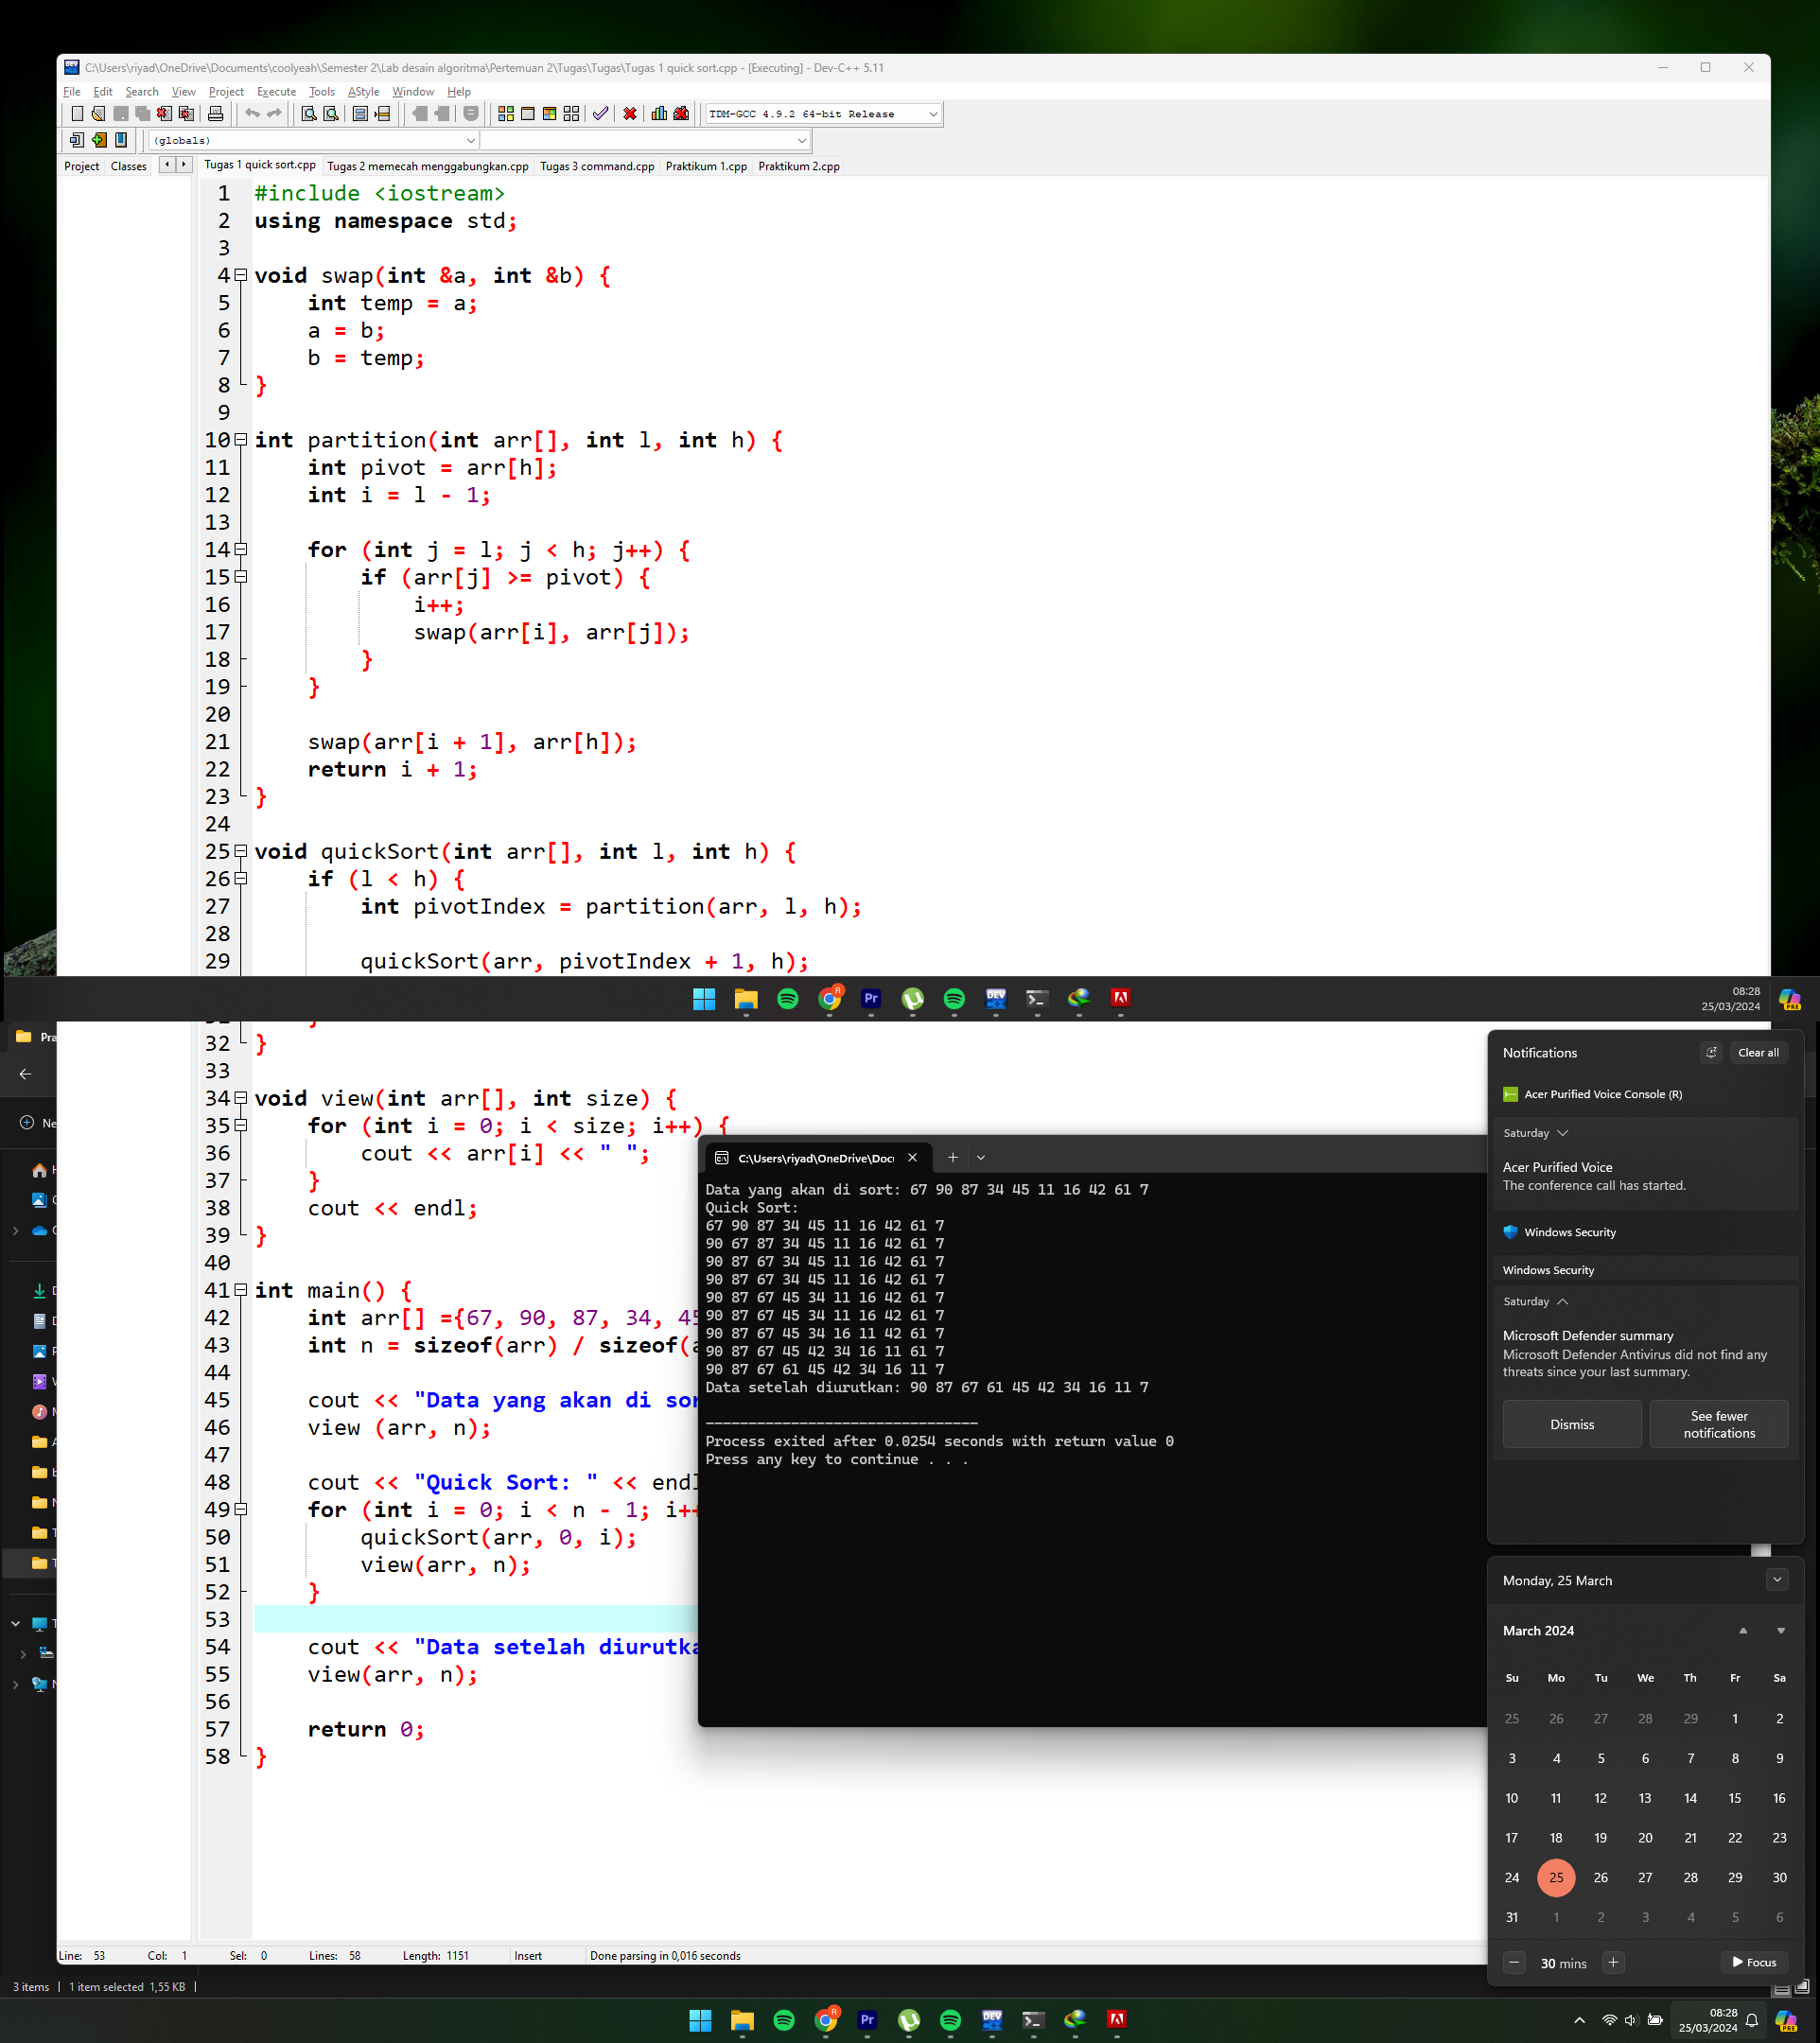 C:\Users\riyad\OneDrive\Documents\coolyeah\Semester 2\Lab desain algoritma\Pertemuan 2\Tugas\Tugas\Tugas 1 quick sort.cpp - [Executing] - Dev-C++ 5.11
File Edit Search View Project Execute Tools AStyle Window Help
TDM-GCC 4.9.2 64-bit Release
(globals)
Project Classes Tugas 1 quick sort.cpp Tugas 2 memecah menggabungkan.cpp Tugas 3 command.cpp Praktikum 1.cpp Praktikum 2.cpp
1 #include <iostream>
2 using namespace std;
3
4 void swap(int &a, int &b) {
5 int temp = a;
6 a = b;
7 b = temp;
8 }
9
10 int partition(int arr[], int l, int h) {
11 int pivot = arr[h];
12 int i = l - 1;
13
14 for (int j = l; j < h; j++) {
15 if (arr[j] >= pivot) {
16 i++;
17 swap(arr[i], arr[j]);
18 }
19 }
20
21 swap(arr[i + 1], arr[h]);
22 return i + 1;
23 }
24
25 void quickSort(int arr[], int l, int h) {
26 if (l < h) {
27 int pivotIndex = partition(arr, l, h);
28
29 quickSort(arr, pivotIndex + 1, h);
Pr
08:28
25/03/2024
Pra
32 }
33
34 void view(int arr[], int size) {
35 for (int i = 0; i < size; i++) {
36 cout << arr[i] << " ";
37 }
38 cout << endl;
39 }
40
41 int main() {
42 int arr[] ={67, 90, 87, 34, 45
43 int n = sizeof(arr) / sizeof(a
44
45 cout << "Data yang akan di sor
46 view (arr, n);
47
48 cout << "Quick Sort: " << endl
49 for (int i = 0; i < n - 1; i++
50 quickSort(arr, 0, i);
51 view(arr, n);
52 }
53
54 cout << "Data setelah diurutka
55 view(arr, n);
56
57 return 0;
58 }
C:\Users\riyad\OneDrive\Doc
Data yang akan di sort: 67 90 87 34 45 11 16 42 61 7
Quick Sort:
67 90 87 34 45 11 16 42 61 7
90 67 87 34 45 11 16 42 61 7
90 87 67 34 45 11 16 42 61 7
90 87 67 34 45 11 16 42 61 7
90 87 67 45 34 11 16 42 61 7
90 87 67 45 34 11 16 42 61 7
90 87 67 45 34 16 11 42 61 7
90 87 67 45 42 34 16 11 61 7
90 87 67 61 45 42 34 16 11 7
Data setelah diurutkan: 90 87 67 61 45 42 34 16 11 7
--------------------------------
Process exited after 0.0254 seconds with return value 0
Press any key to continue . . .
Notifications Clear all
Acer Purified Voice Console (R)
Saturday
Acer Purified Voice
The conference call has started.
Windows Security
Windows Security
Saturday
Microsoft Defender summary
Microsoft Defender Antivirus did not find any
threats since your last summary.
Dismiss
See fewer
notifications
Monday, 25 March
March 2024
Su Mo Tu We Th Fr Sa
25 26 27 28 29 1 2
3 4 5 6 7 8 9
10 11 12 13 14 15 16
17 18 19 20 21 22 23
24 25 26 27 28 29 30
31 1 2 3 4 5 6
30 mins Focus
Line: 53 Col: 1 Sel: 0 Lines: 58 Length: 1151 Insert Done parsing in 0,016 seconds
3 items 1 item selected 1,55 KB
Pr
08:28
25/03/2024